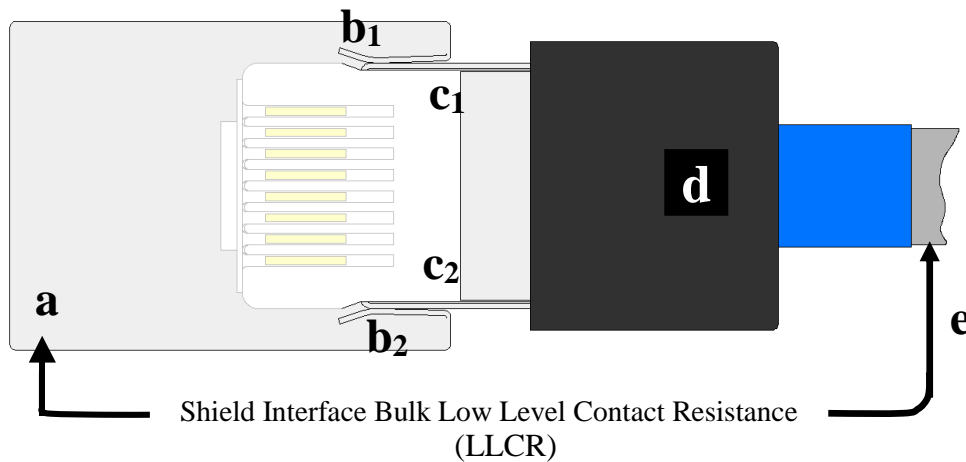 b1
c1
d
c2
a
e
b2
Shield Interface Bulk Low Level Contact Resistance
(LLCR)